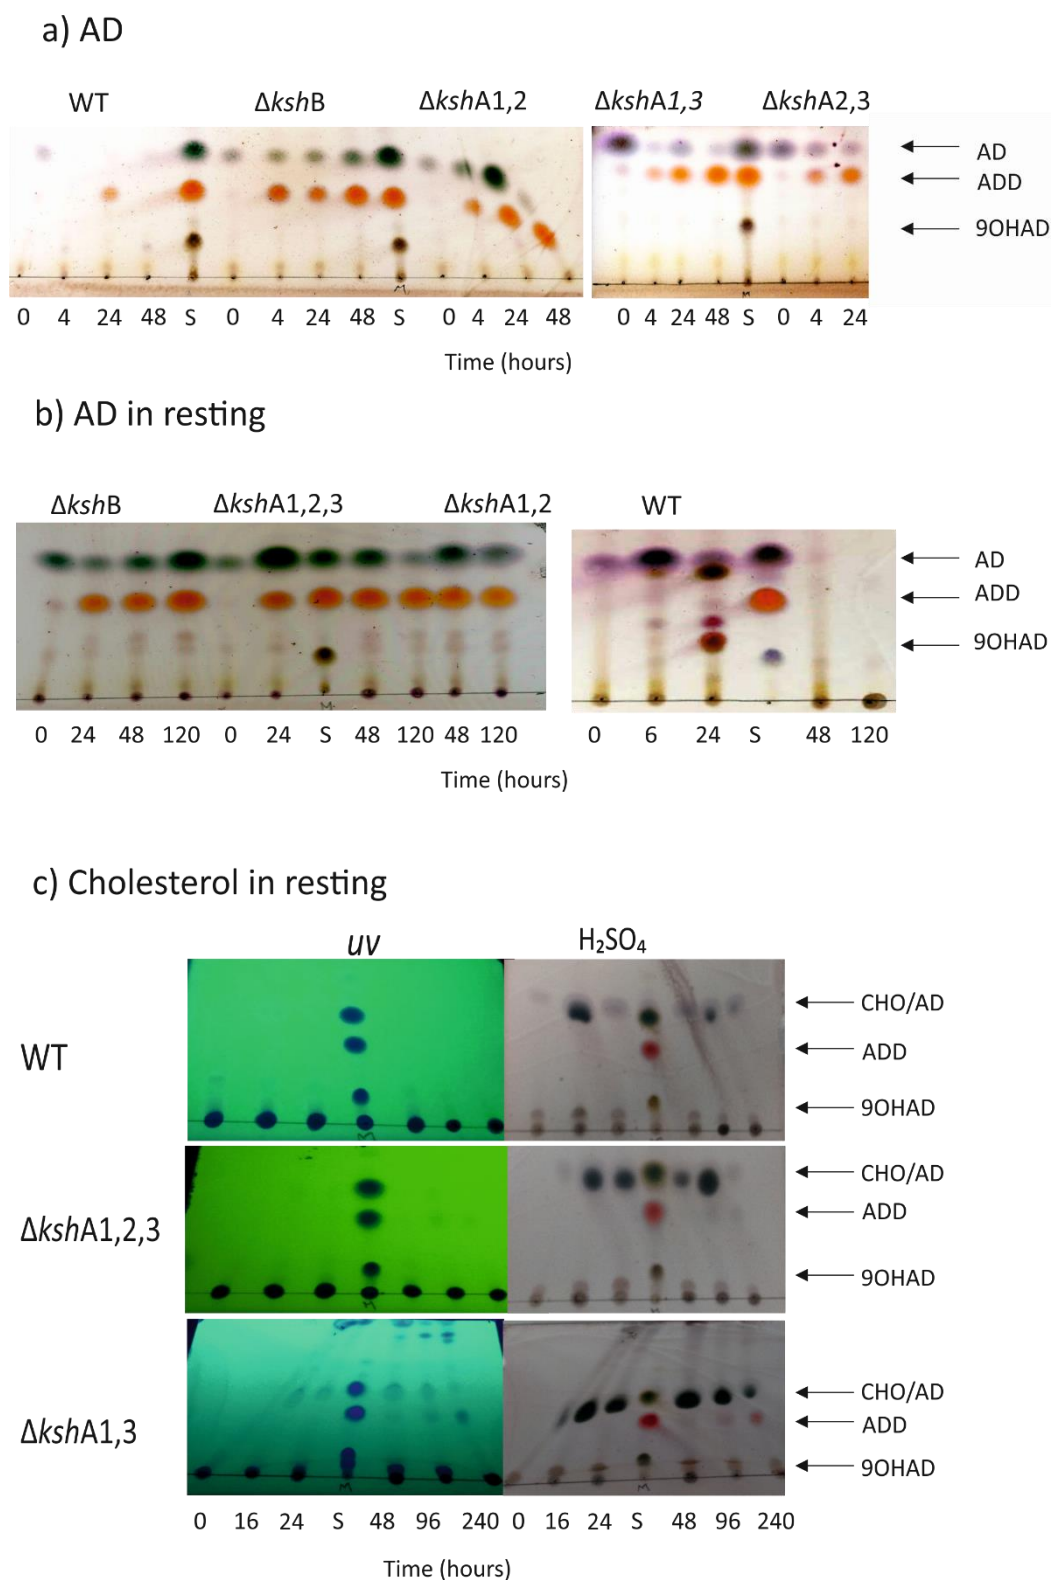 a) AD
WT ΔkshB ΔkshA1,2 ΔkshA1,3 ΔkshA2,3
AD
ADD
9OHAD
M M
0 4 24 48 S 0 4 24 48 S 0 4 24 48 0 4 24 48 S 0 4 24
Time (hours)
b) AD in resting
ΔkshB ΔkshA1,2,3 ΔkshA1,2 WT
AD
ADD
9OHAD
M
0 24 48 120 0 24 S 48 120 48 120 0 6 24 S 48 120
Time (hours)
c) Cholesterol in resting
uv H₂SO₄
WT
CHO/AD
ADD
9OHAD
M M
ΔkshA1,2,3
CHO/AD
ADD
9OHAD
M M
ΔkshA1,3
CHO/AD
ADD
9OHAD
M M
0 16 24 S 48 96 240 0 16 24 S 48 96 240
Time (hours)